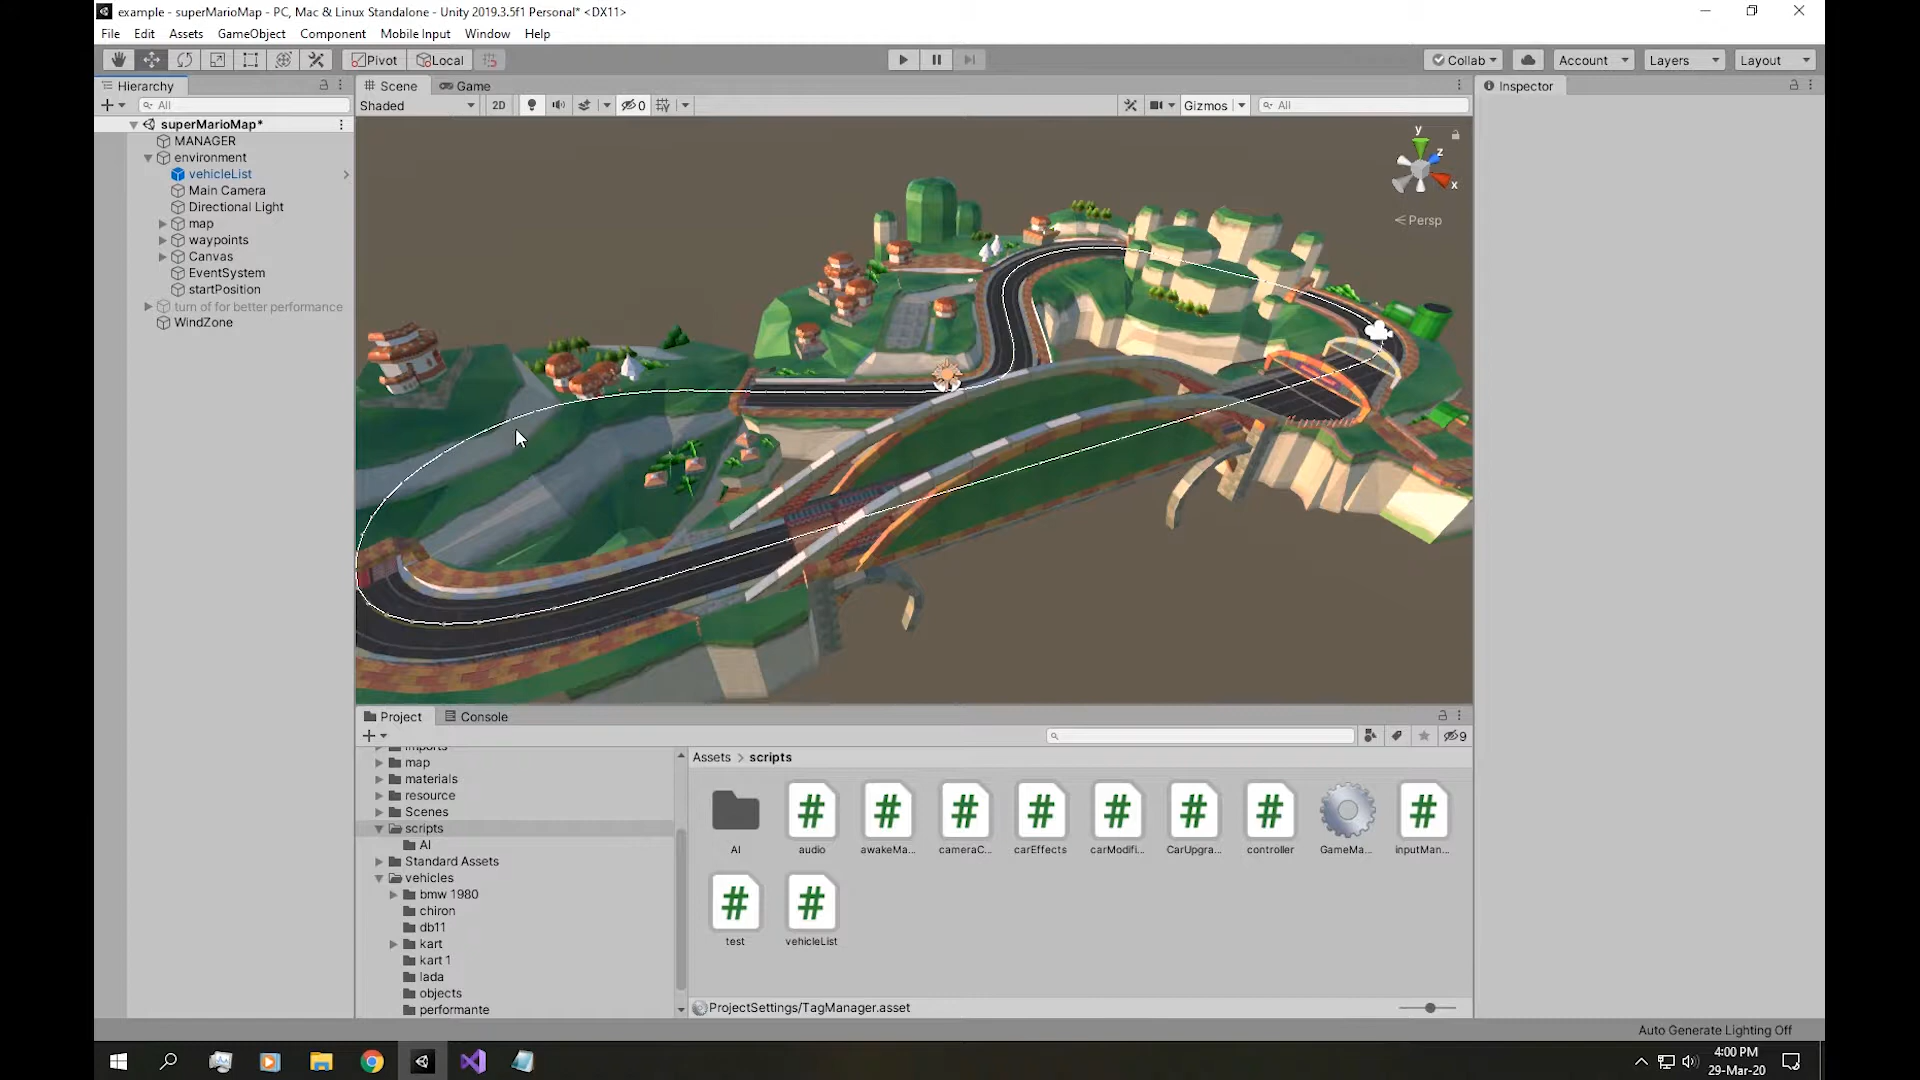 example - superMarioMap - PC, Mac & Linux Standalone - Unity 2019.3.5f1 Personal* <DX11>
File Edit Assets GameObject Component Mobile Input Window Help
Pivot Local Collab Account Layers Layout
Hierarchy Scene Game Inspector
All Shaded 2D 0 Gizmos All
superMarioMap*
MANAGER
environment
vehicleList
Main Camera
Directional Light
map
waypoints
Canvas
EventSystem
startPosition
turn of for better performance
WindZone
y
z
x
Persp
Project Console
9
imports
map
materials
resource
Scenes
scripts
AI
Standard Assets
vehicles
bmw 1980
chiron
db11
kart
kart 1
lada
objects
performante
Assets > scripts
AI audio awakeMa... cameraC... carEffects carModifi... CarUpgra... controller GameMa... inputMan...
test vehicleList
ProjectSettings/TagManager.asset
Auto Generate Lighting Off
4:00 PM
29-Mar-20